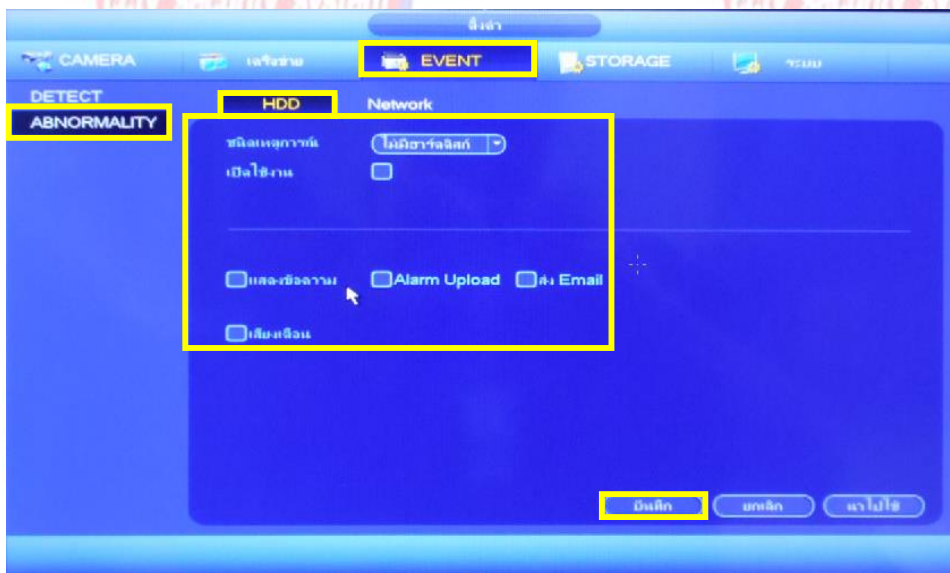 ตั้งค่า
CAMERA เครือข่าย EVENT STORAGE ระบบ
DETECT
ABNORMALITY
HDD Network
ชนิดเหตุการณ์ ไม่มีฮาร์ดดิสก์
เปิดใช้งาน
แสดงข้อความ Alarm Upload ส่ง Email
เสียงเตือน
บันทึก ยกเลิก นำไปใช้